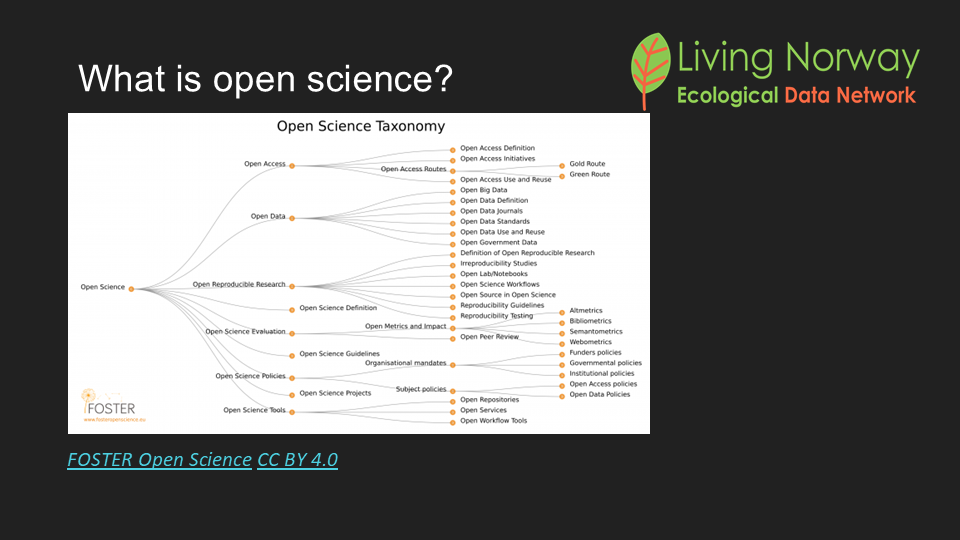 What is open science?
Living Norway
Ecological Data Network
Open Science Taxonomy
Open Science
Open Access
Open Access Definition
Open Access Initiatives
Open Access Routes
Gold Route
Green Route
Open Access Use and Reuse
Open Data
Open Big Data
Open Data Definition
Open Data Journals
Open Data Standards
Open Data Use and Reuse
Open Government Data
Open Reproducible Research
Definition of Open Reproducible Research
Irreproducibility Studies
Open Lab/Notebooks
Open Science Workflows
Open Source in Open Science
Reproducibility Guidelines
Reproducibility Testing
Open Science Definition
Open Science Evaluation
Open Metrics and Impact
Altmetrics
Bibliometrics
Semantometrics
Webometrics
Open Peer Review
Open Science Guidelines
Open Science Policies
Organisational mandates
Funders policies
Governmental policies
Institutional policies
Subject policies
Open Access policies
Open Data Policies
Open Science Projects
Open Science Tools
Open Repositories
Open Services
Open Workflow Tools
FOSTER
www.fosteropenscience.eu
FOSTER Open Science CC BY 4.0